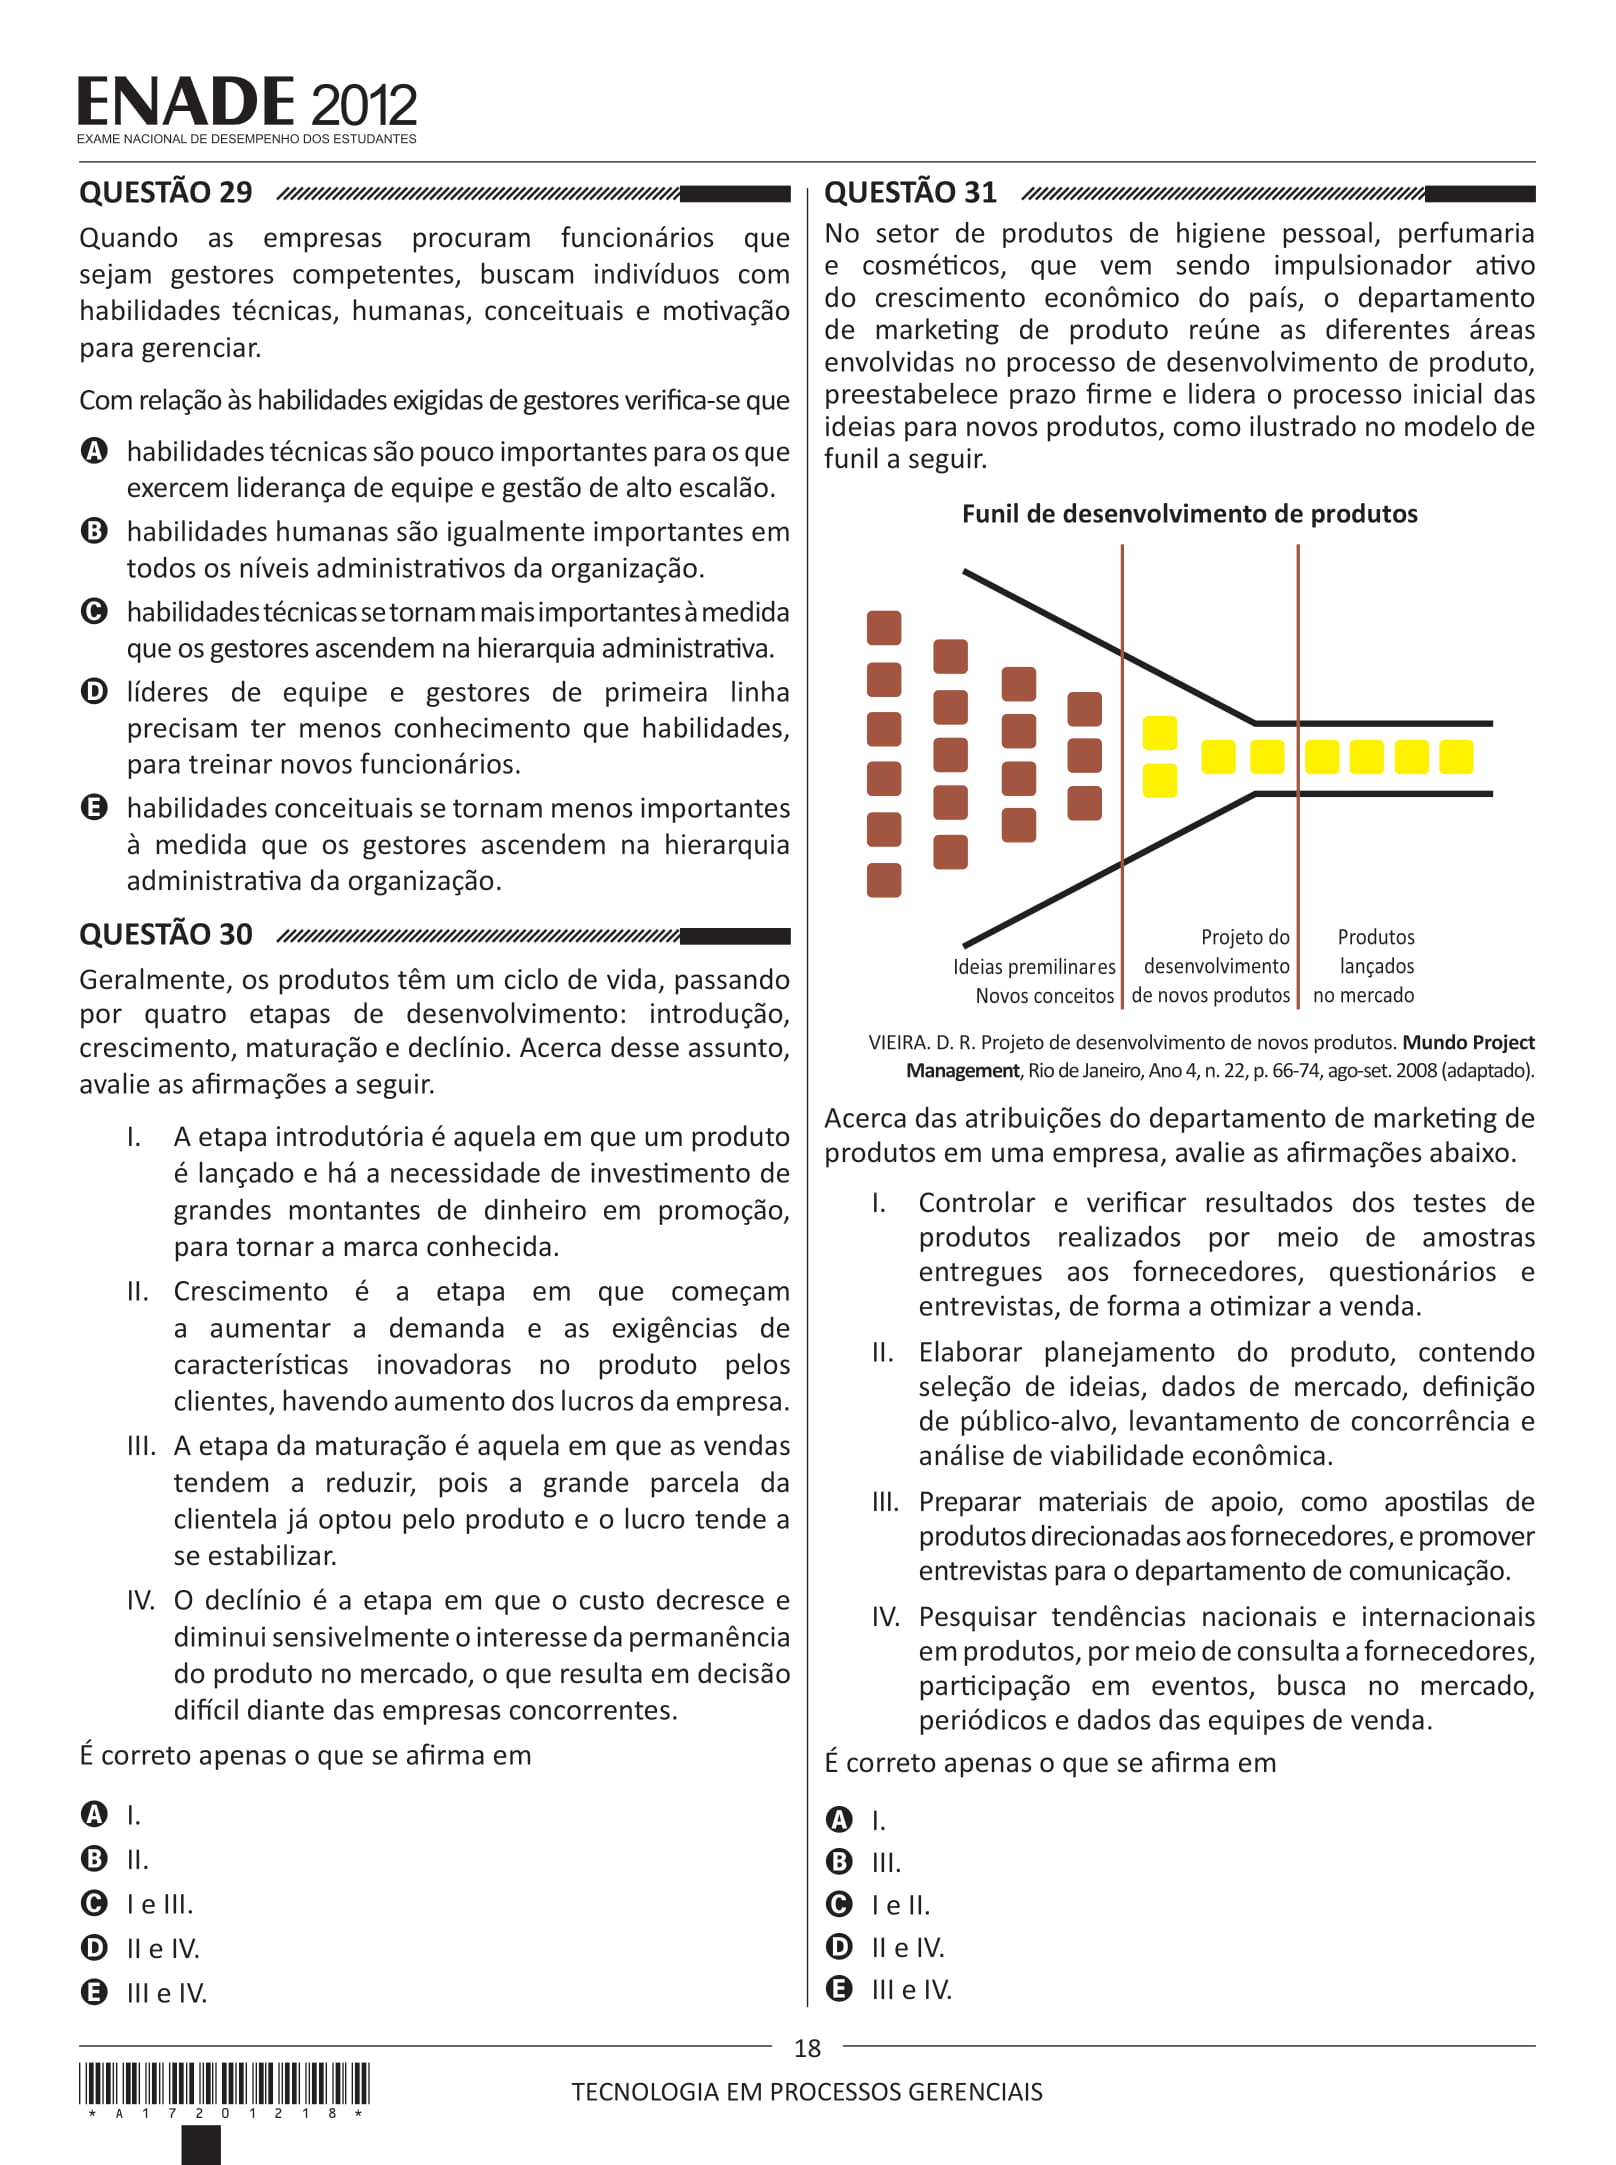 ENADE 2012
EXAME NACIONAL DE DESEMPENHO DOS ESTUDANTES
QUESTÃO 29
Quando as empresas procuram funcionários que
sejam gestores competentes, buscam indivíduos com
habilidades técnicas, humanas, conceituais e motivação
para gerenciar.
Com relação às habilidades exigidas de gestores verifica-se que
A habilidades técnicas são pouco importantes para os que
exercem liderança de equipe e gestão de alto escalão.
B habilidades humanas são igualmente importantes em
todos os níveis administrativos da organização.
C habilidades técnicas se tornam mais importantes à medida
que os gestores ascendem na hierarquia administrativa.
D líderes de equipe e gestores de primeira linha
precisam ter menos conhecimento que habilidades,
para treinar novos funcionários.
E habilidades conceituais se tornam menos importantes
à medida que os gestores ascendem na hierarquia
administrativa da organização.
QUESTÃO 30
Geralmente, os produtos têm um ciclo de vida, passando
por quatro etapas de desenvolvimento: introdução,
crescimento, maturação e declínio. Acerca desse assunto,
avalie as afirmações a seguir.
I. A etapa introdutória é aquela em que um produto
é lançado e há a necessidade de investimento de
grandes montantes de dinheiro em promoção,
para tornar a marca conhecida.
II. Crescimento é a etapa em que começam
a aumentar a demanda e as exigências de
características inovadoras no produto pelos
clientes, havendo aumento dos lucros da empresa.
III. A etapa da maturação é aquela em que as vendas
tendem a reduzir, pois a grande parcela da
clientela já optou pelo produto e o lucro tende a
se estabilizar.
IV. O declínio é a etapa em que o custo decresce e
diminui sensivelmente o interesse da permanência
do produto no mercado, o que resulta em decisão
difícil diante das empresas concorrentes.
É correto apenas o que se afirma em
A I.
B II.
C I e III.
D II e IV.
E III e IV.
QUESTÃO 31
No setor de produtos de higiene pessoal, perfumaria
e cosméticos, que vem sendo impulsionador ativo
do crescimento econômico do país, o departamento
de marketing de produto reúne as diferentes áreas
envolvidas no processo de desenvolvimento de produto,
preestabelece prazo firme e lidera o processo inicial das
ideias para novos produtos, como ilustrado no modelo de
funil a seguir.
Funil de desenvolvimento de produtos
Ideias premilinares
Novos conceitos
Projeto do
desenvolvimento
de novos produtos
Produtos
lançados
no mercado
VIEIRA. D. R. Projeto de desenvolvimento de novos produtos. Mundo Project
Management, Rio de Janeiro, Ano 4, n. 22, p. 66-74, ago-set. 2008 (adaptado).
Acerca das atribuições do departamento de marketing de
produtos em uma empresa, avalie as afirmações abaixo.
I. Controlar e verificar resultados dos testes de
produtos realizados por meio de amostras
entregues aos fornecedores, questionários e
entrevistas, de forma a otimizar a venda.
II. Elaborar planejamento do produto, contendo
seleção de ideias, dados de mercado, definição
de público-alvo, levantamento de concorrência e
análise de viabilidade econômica.
III. Preparar materiais de apoio, como apostilas de
produtos direcionadas aos fornecedores, e promover
entrevistas para o departamento de comunicação.
IV. Pesquisar tendências nacionais e internacionais
em produtos, por meio de consulta a fornecedores,
participação em eventos, busca no mercado,
periódicos e dados das equipes de venda.
É correto apenas o que se afirma em
A I.
B III.
C I e II.
D II e IV.
E III e IV.
18
TECNOLOGIA EM PROCESSOS GERENCIAIS
* A 1 7 2 0 1 2 1 8 *